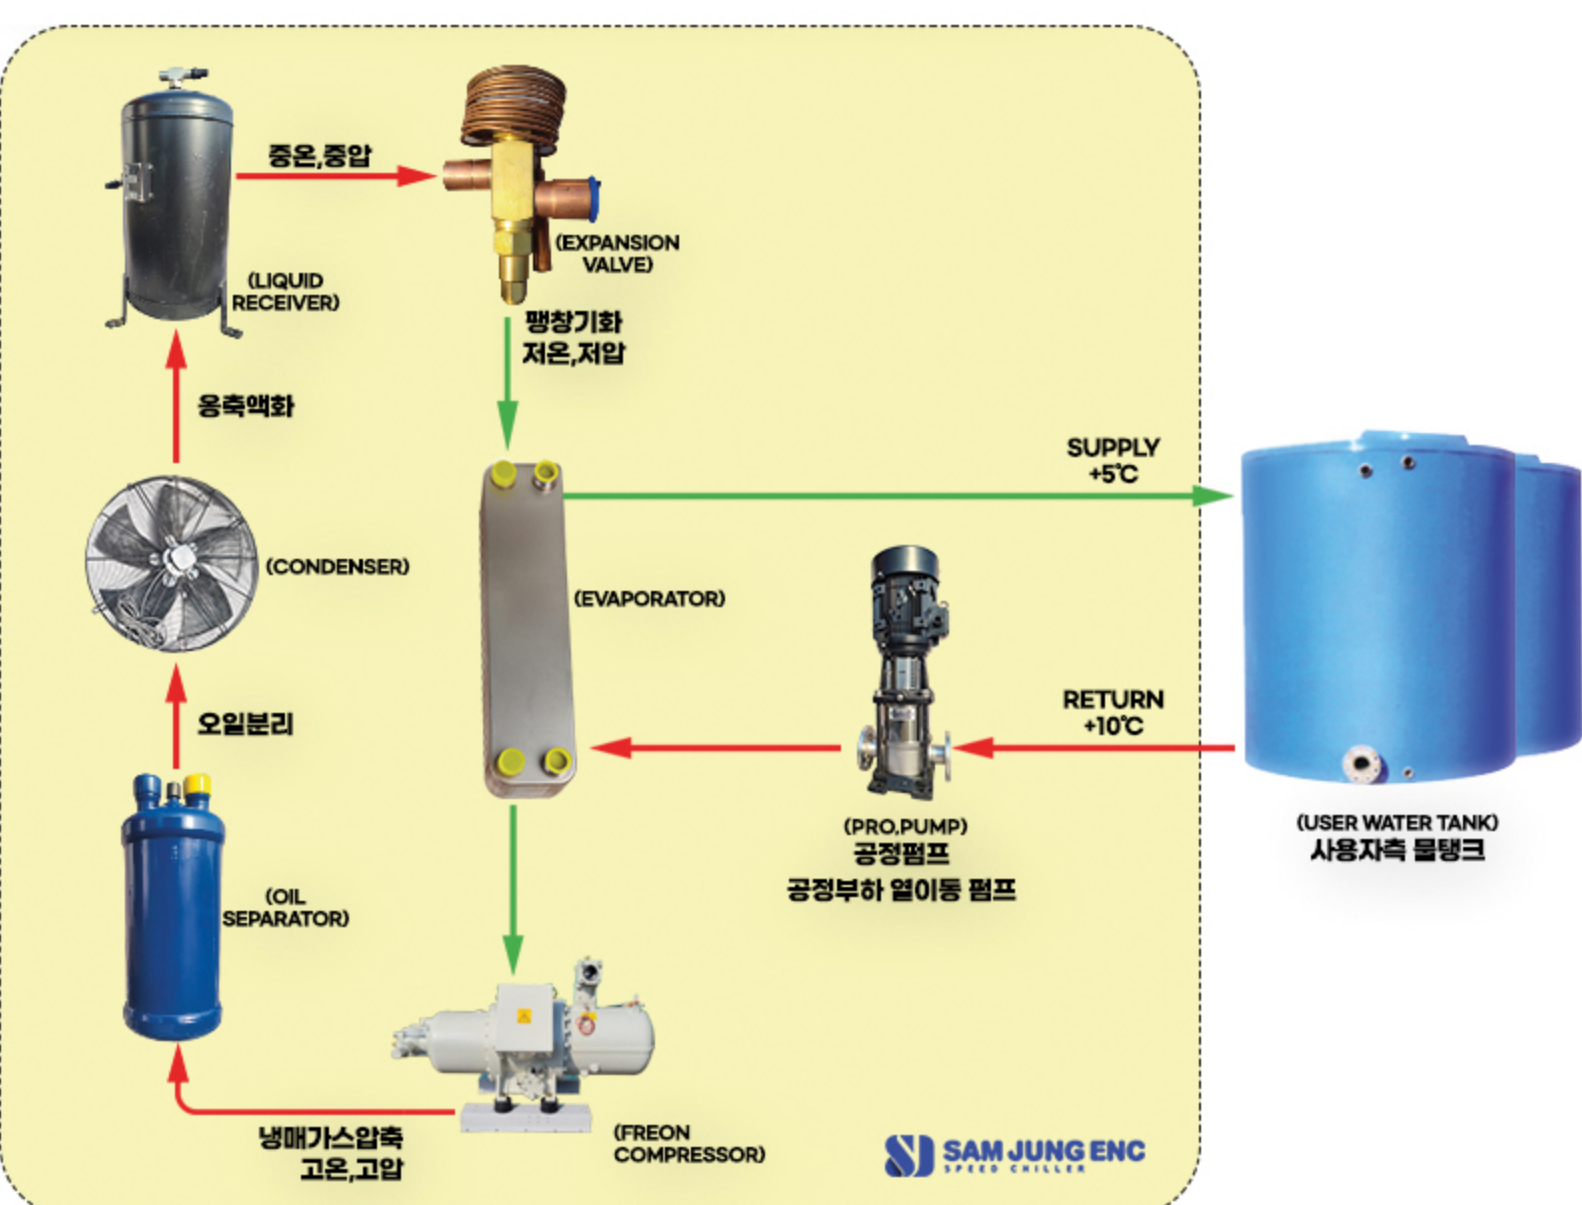 중온,중압
(EXPANSION
VALVE)
(LIQUID
RECEIVER)
팽창기화
저온,저압
응축액화
SUPPLY
+5℃
(CONDENSER)
(EVAPORATOR)
RETURN
+10℃
오일분리
(PRO.PUMP)
공정펌프
공정부하 열이동 펌프
(USER WATER TANK)
사용자측 물탱크
(OIL
SEPARATOR)
냉매가스압축
고온,고압
(FREON
COMPRESSOR)
SAM JUNG ENC
SPEED CHILLER